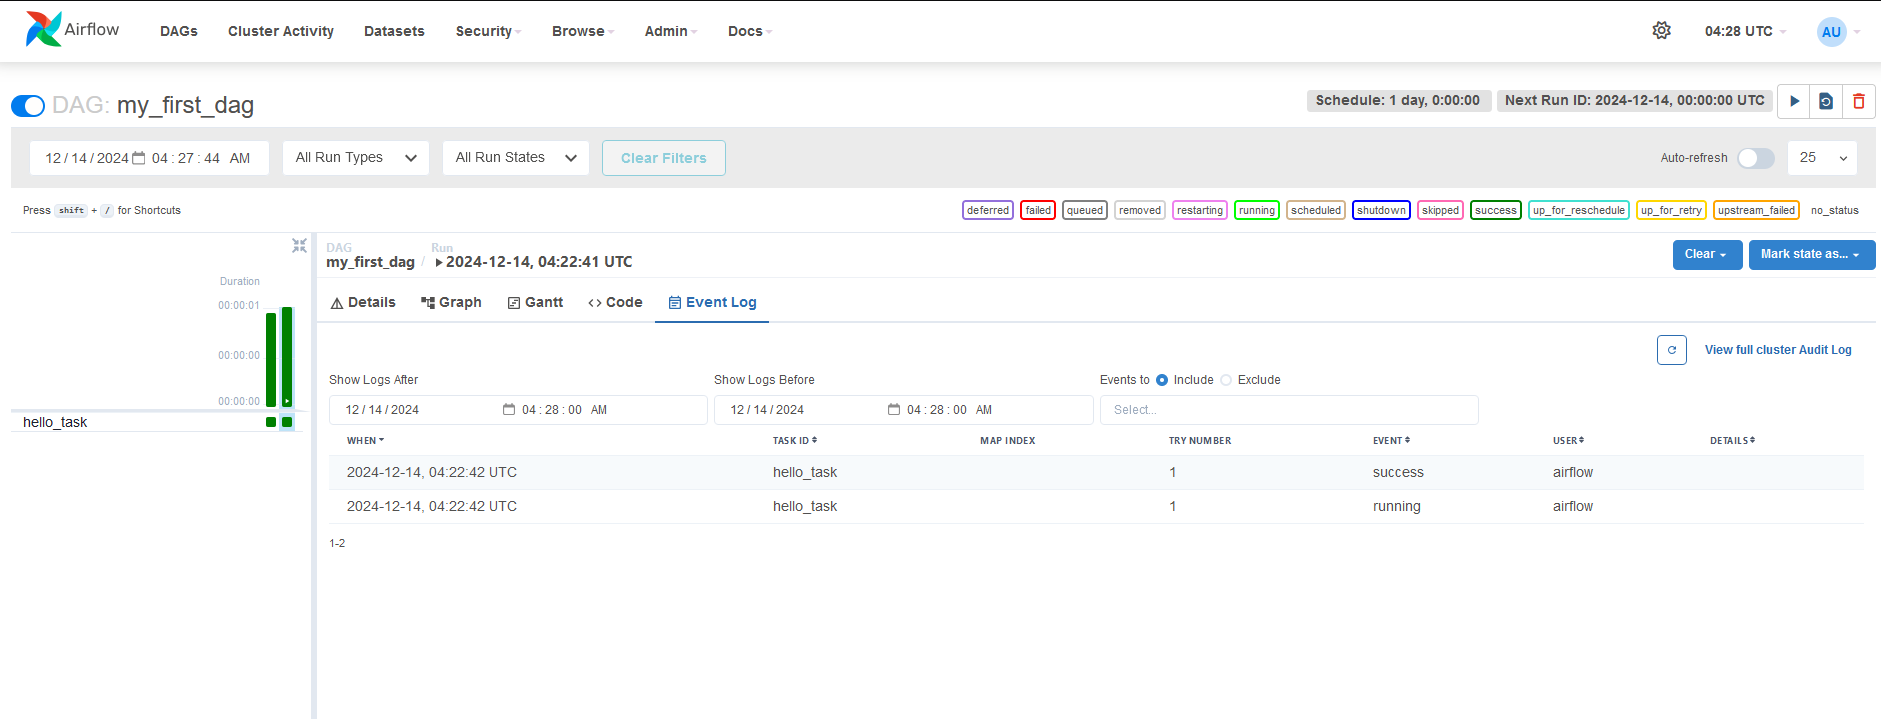 Airflow DAGs Cluster Activity Datasets Security Browse Admin Docs 04:28 UTC AU
DAG: my_first_dag Schedule: 1 day, 0:00:00 Next Run ID: 2024-12-14, 00:00:00 UTC
12/14/2024 04:27:44 AM All Run Types All Run States Clear Filters Auto-refresh 25
Press shift + / for Shortcuts deferred failed queued removed restarting running scheduled shutdown skipped success up_for_reschedule up_for_retry upstream_failed no_status
DAG Run
my_first_dag / 2024-12-14, 04:22:41 UTC Clear Mark state as...
Duration
00:00:01
00:00:00
00:00:00
hello_task
Details Graph Gantt Code Event Log
View full cluster Audit Log
Show Logs After Show Logs Before Events to Include Exclude
12/14/2024 04:28:00 AM 12/14/2024 04:28:00 AM Select...
WHEN TASK ID MAP INDEX TRY NUMBER EVENT USER DETAILS
2024-12-14, 04:22:42 UTC hello_task 1 success airflow
2024-12-14, 04:22:42 UTC hello_task 1 running airflow
1-2